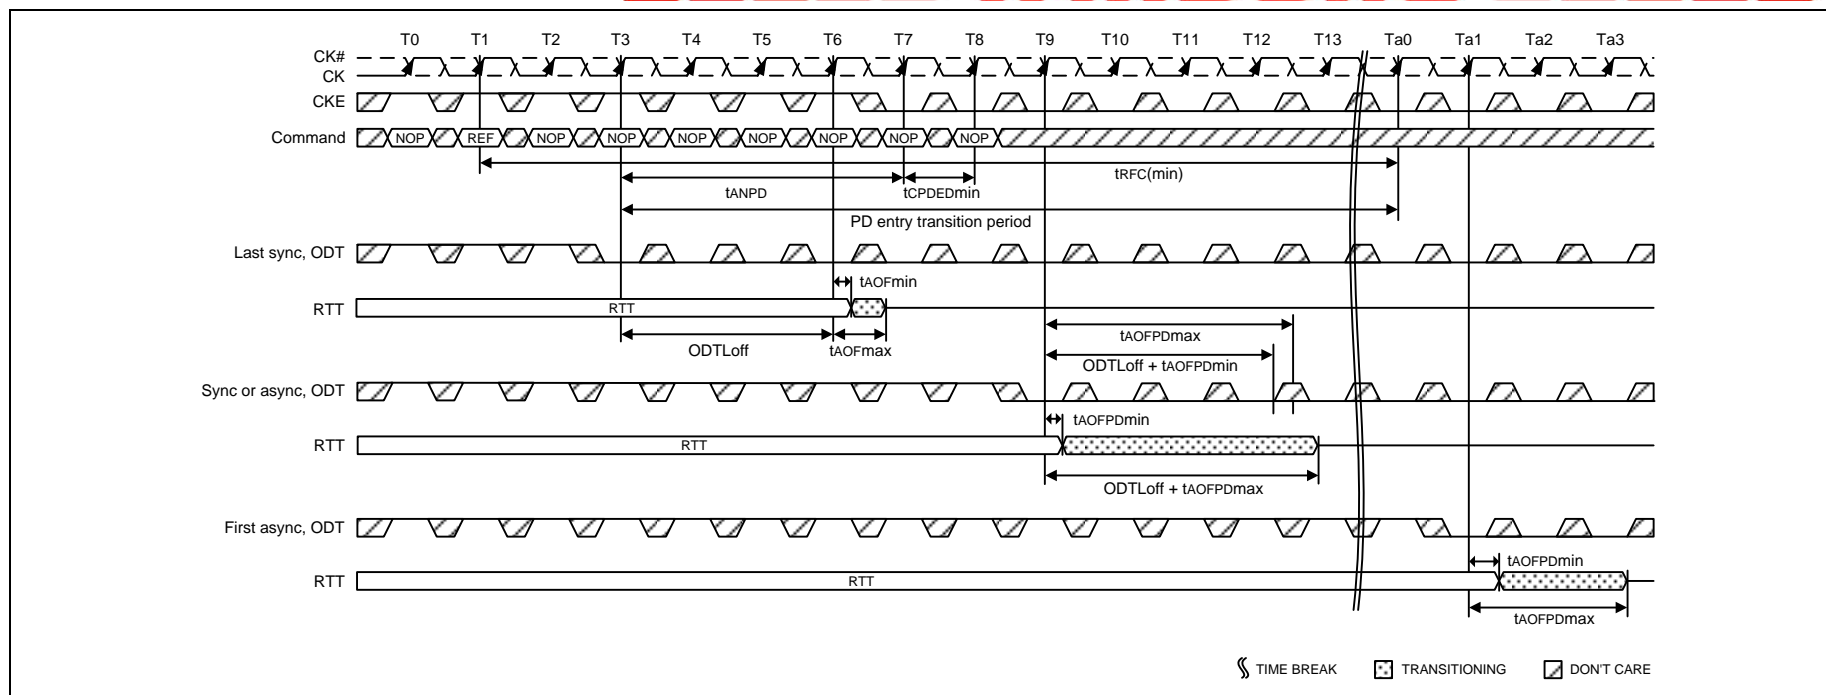 T0 T1 T2 T3 T4 T5 T6 T7 T8 T9 T10 T11 T12 T13 Ta0 Ta1 Ta2 Ta3
CK#
CK
CKE
Command NOP REF NOP NOP NOP NOP NOP NOP NOP
tRFC(min)
tANPD tCPDEDmin
PD entry transition period
Last sync, ODT
tAOFmin
RTT RTT
tAOFPDmax
ODTLoff tAOFmax
ODTLoff + tAOFPDmin
Sync or async, ODT
tAOFPDmin
RTT RTT
ODTLoff + tAOFPDmax
First async, ODT
tAOFPDmin
RTT RTT
tAOFPDmax
TIME BREAK TRANSITIONING DON'T CARE